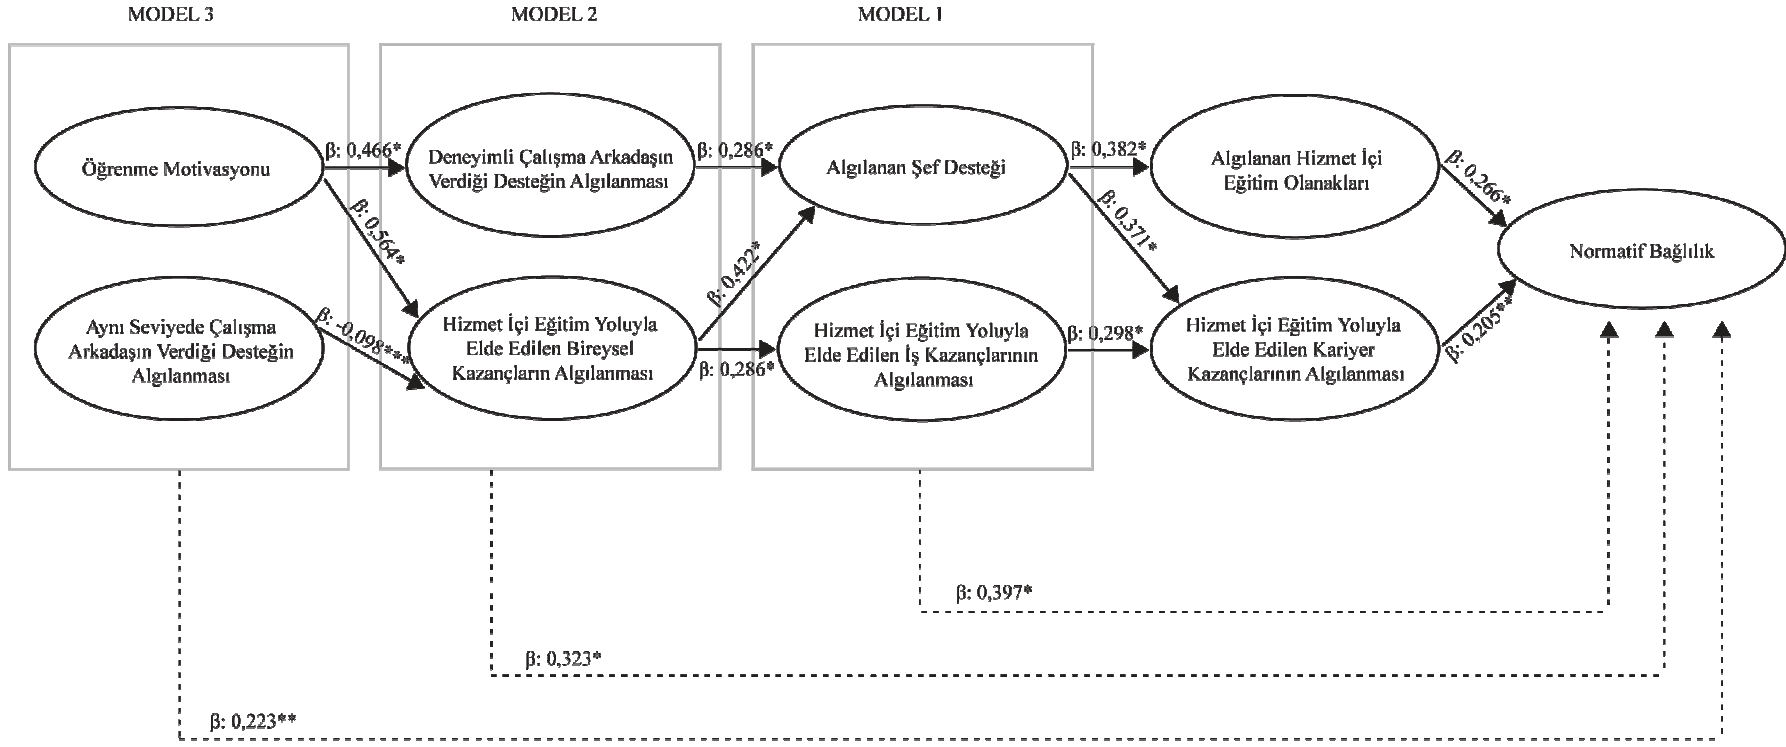 MODEL 3
MODEL 2
MODEL 1
Öğrenme Motivasyonu
β: 0,466*
Deneyimli Çalışma Arkadaşın
Verdiği Desteğin Algılanması
β: 0,286*
Algılanan Şef Desteği
β: 0,382*
Algılanan Hizmet İçi
Eğitim Olanakları
β: 0,266*
β: 0,564*
β: 0,422*
β: 0,371*
Normatif Bağlılık
Aynı Seviyede Çalışma
Arkadaşın Verdiği Desteğin
Algılanması
β: -0,098***
Hizmet İçi Eğitim Yoluyla
Elde Edilen Bireysel
Kazançların Algılanması
β: 0,286*
Hizmet İçi Eğitim Yoluyla
Elde Edilen İş Kazançlarının
Algılanması
β: 0,298*
Hizmet İçi Eğitim Yoluyla
Elde Edilen Kariyer
Kazançlarının Algılanması
β: 0,205**
β: 0,397*
β: 0,323*
β: 0,223**